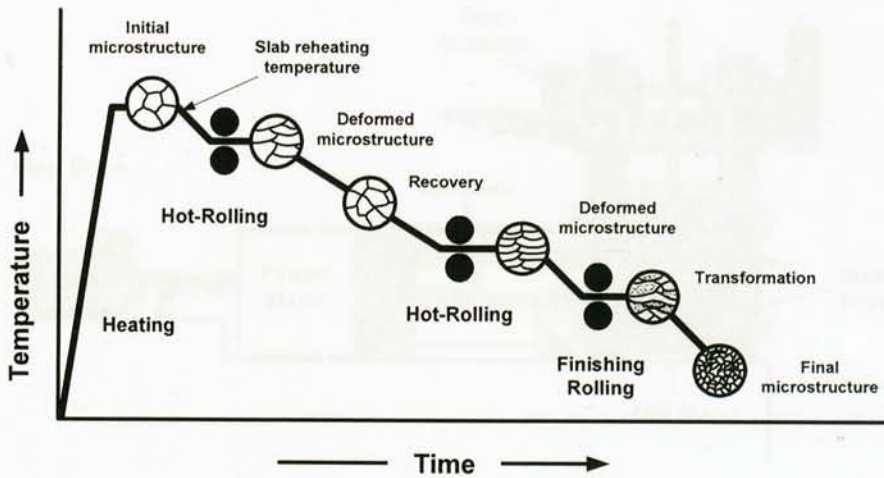 Initial
microstructure
Slab reheating
temperature
Deformed
microstructure
Recovery
Hot-Rolling
Deformed
microstructure
Transformation
Hot-Rolling
Heating
Finishing
Rolling
Final
microstructure
Temperature
Time